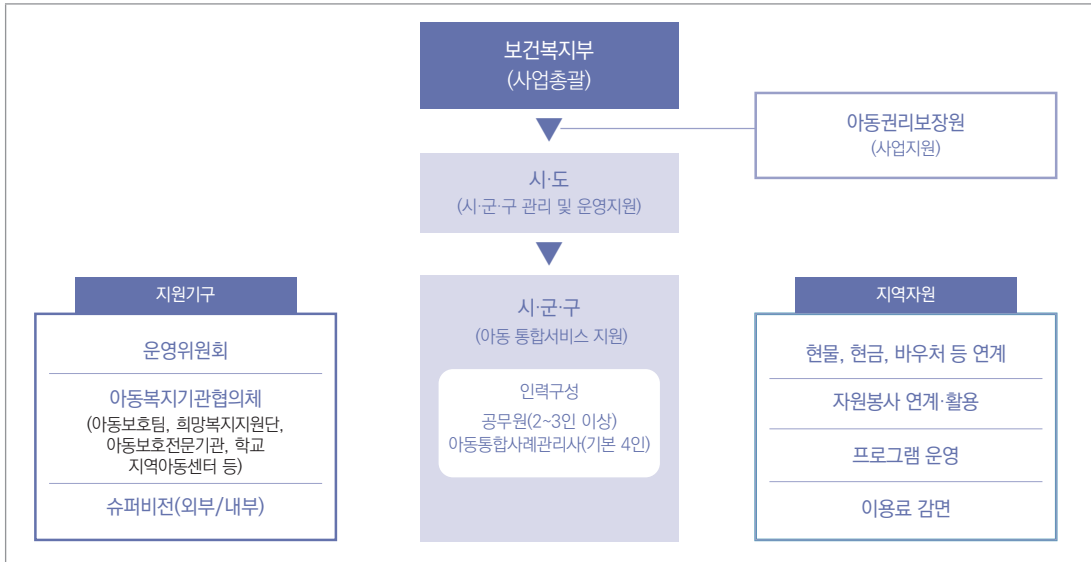 보건복지부
(사업총괄)
아동권리보장원
(사업지원)
시·도
(시·군·구 관리 및 운영지원)
지원기구
운영위원회
아동복지기관협의체
(아동보호팀, 희망복지지원단,
아동보호전문기관, 학교
지역아동센터 등)
슈퍼비전(외부/내부)
시·군·구
(아동 통합서비스 지원)
인력구성
공무원(2~3인 이상)
아동통합사례관리사(기본 4인)
지역자원
현물, 현금, 바우처 등 연계
자원봉사 연계·활용
프로그램 운영
이용료 감면